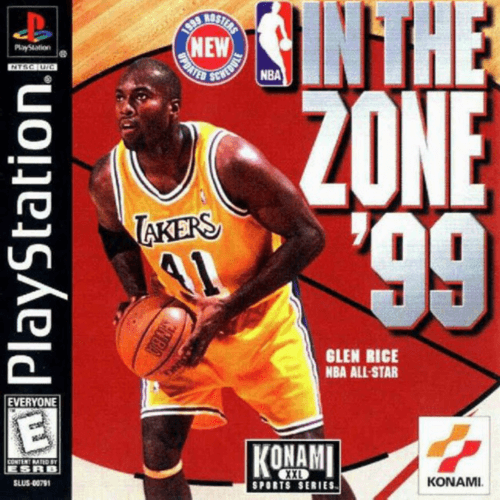 PlayStation
NTSC U/C
PlayStation
1999 ROSTERS
NEW
UPDATED SCHEDULE
NBA
IN THE
ZONE
'99
LAKERS
41
GLEN RICE
NBA ALL-STAR
EVERYONE
E
CONTENT RATED BY
ESRB
SLUS-00791
KONAMI
XXL
SPORTS SERIES
KONAMI